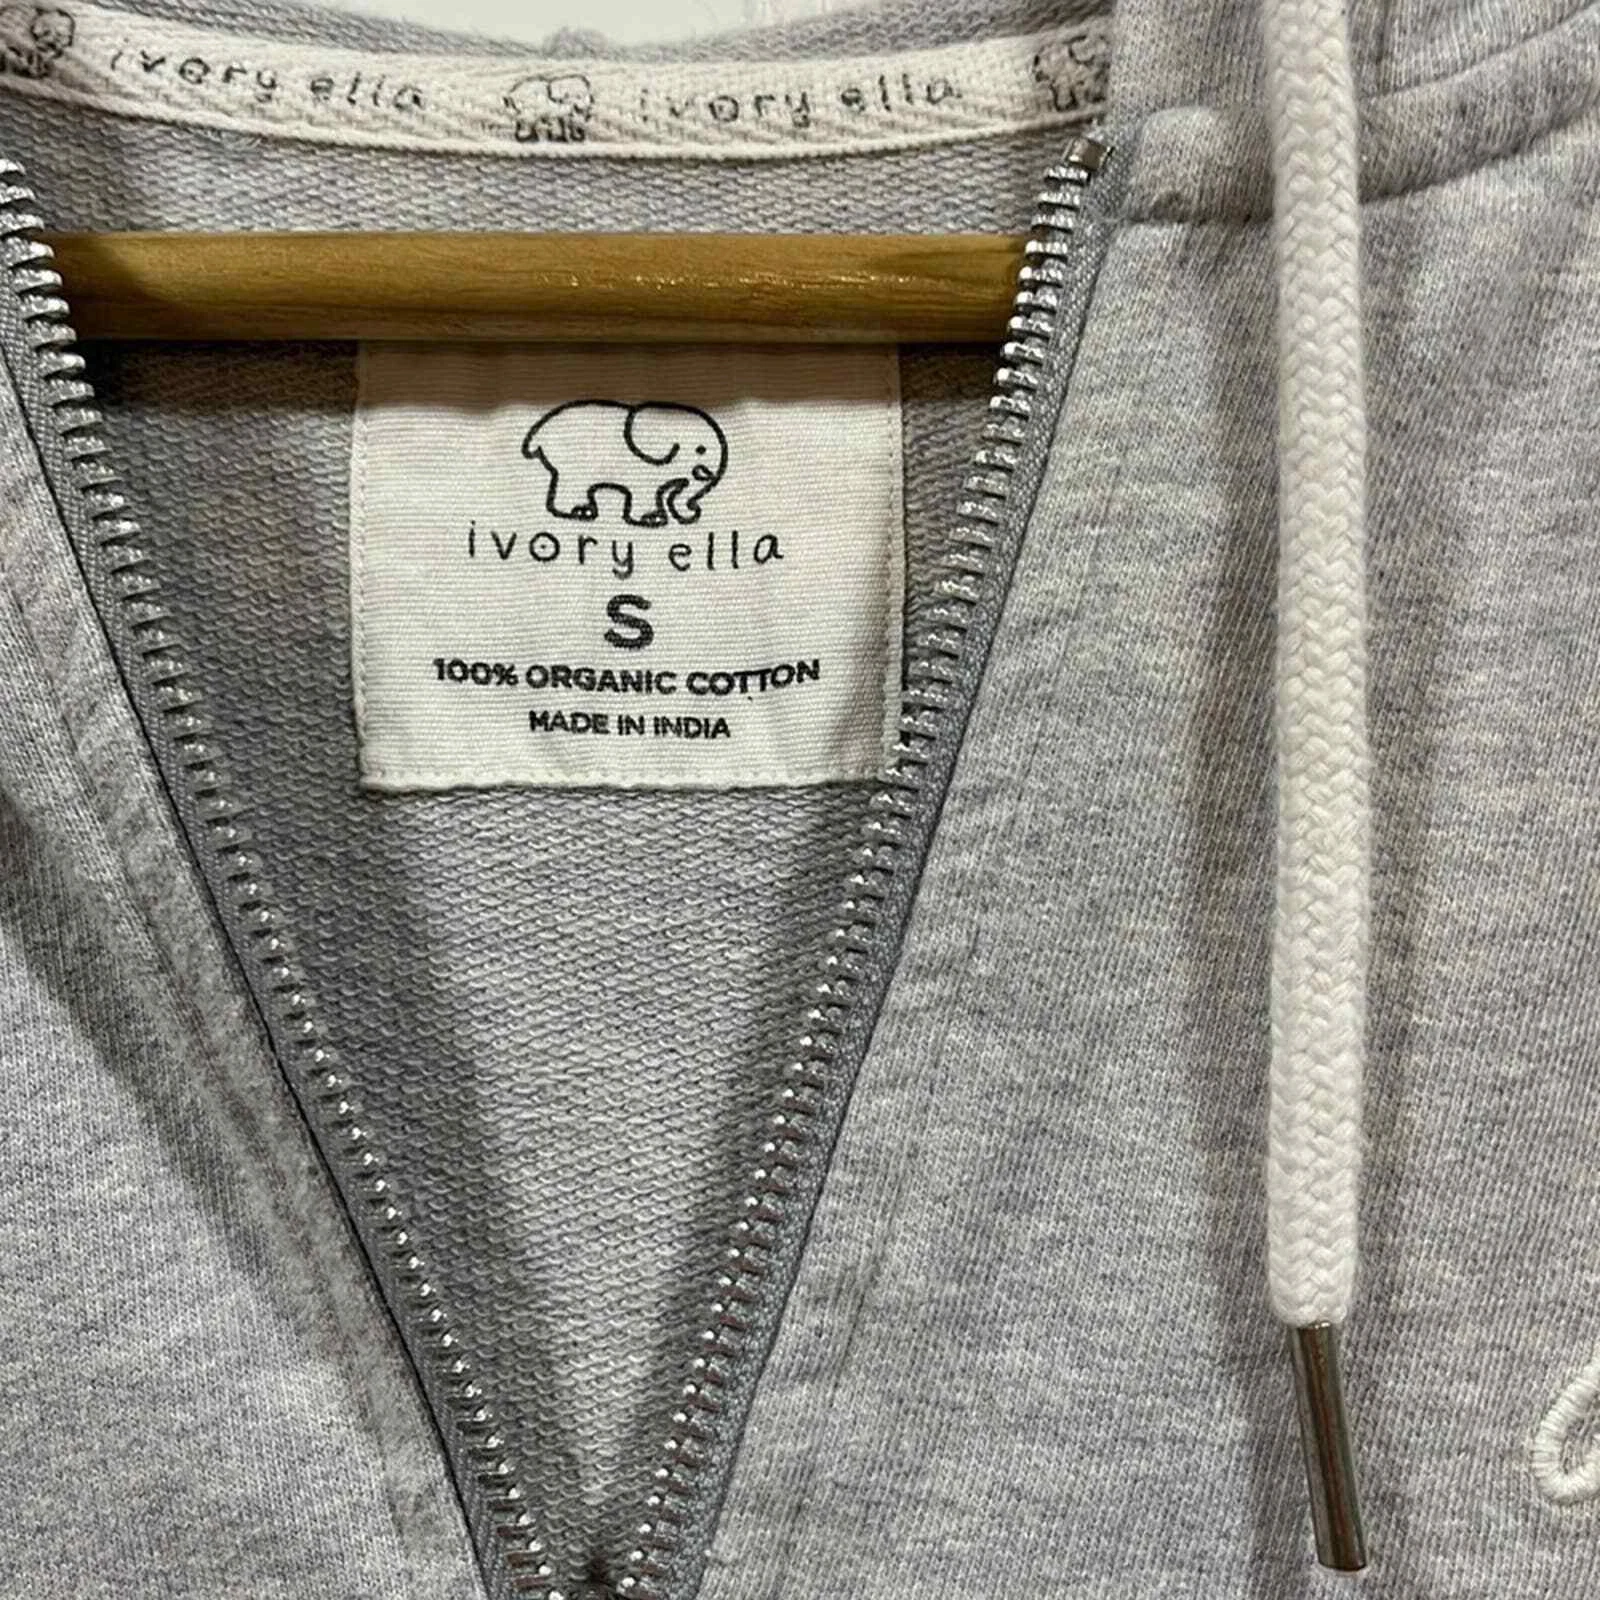 ivory ella ivory ella
ivory ella
S
100% ORGANIC COTTON
MADE IN INDIA